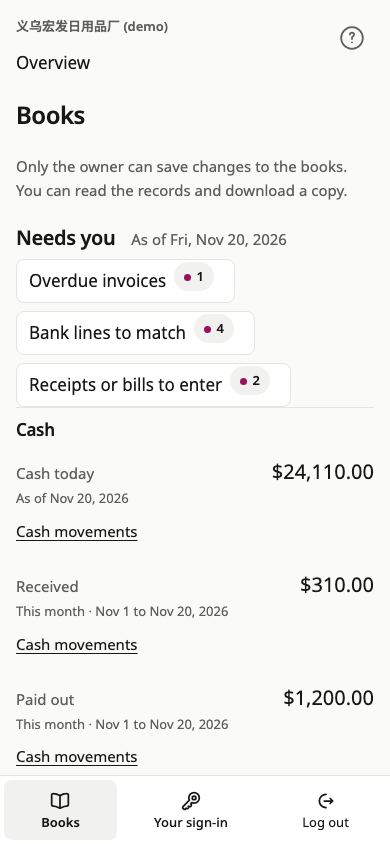 义乌宏发日用品厂 (demo)
Overview
Books
Only the owner can save changes to the books.
You can read the records and download a copy.
Needs you As of Fri, Nov 20, 2026
Overdue invoices 1
Bank lines to match 4
Receipts or bills to enter 2
Cash
Cash today $24,110.00
As of Nov 20, 2026
Cash movements
Received $310.00
This month · Nov 1 to Nov 20, 2026
Cash movements
Paid out $1,200.00
This month · Nov 1 to Nov 20, 2026
Cash movements
Books Your sign-in Log out